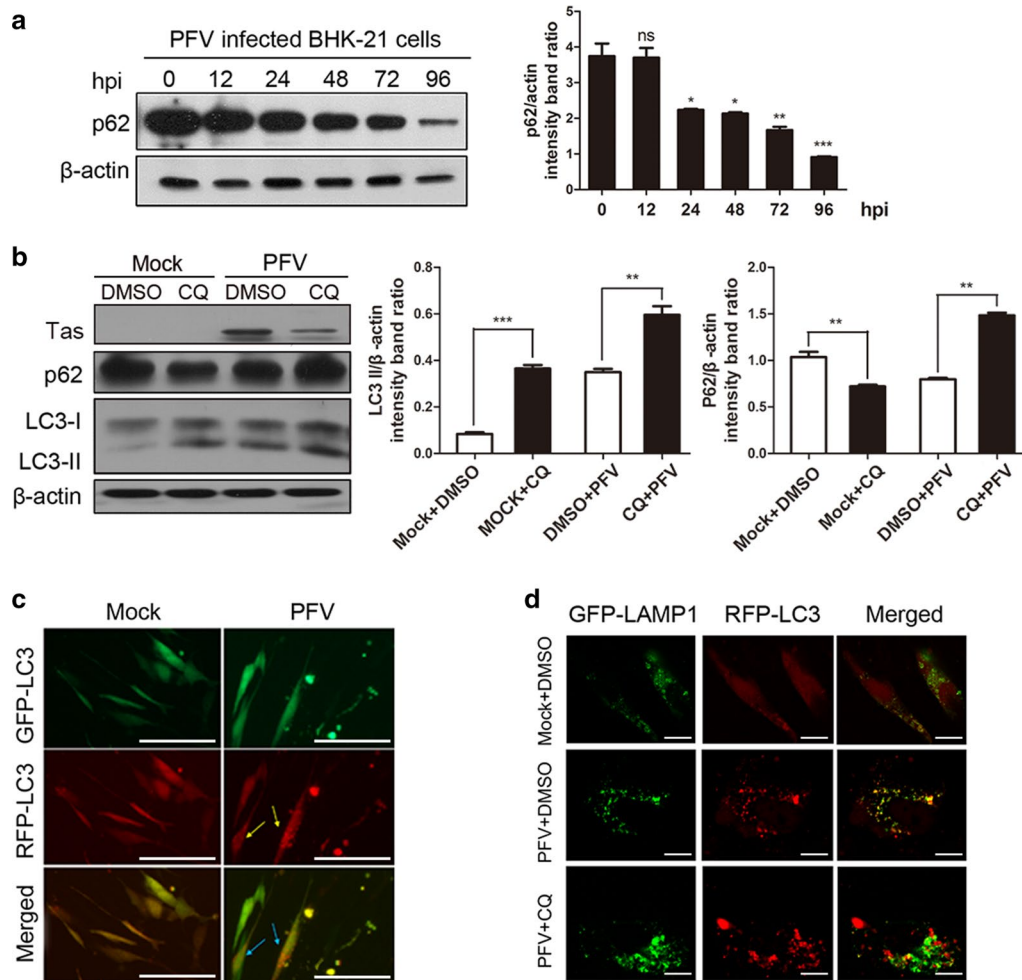 a
PFV infected BHK-21 cells
hpi 0 12 24 48 72 96
p62
β-actin
p62/actin
intensity band ratio
5
4
3
2
1
0
ns
*
*
**
***
0 12 24 48 72 96 hpi
b
Mock PFV
DMSO CQ DMSO CQ
Tas
p62
LC3-I
LC3-II
β-actin
LC3 II/β-actin
intensity band ratio
0.8
0.6
0.4
0.2
0.0
***
**
Mock+DMSO
MOCK+CQ
DMSO+PFV
CQ+PFV
P62/β -actin
intensity band ratio
2.0
1.5
1.0
0.5
0.0
**
**
Mock+DMSO
Mock+CQ
DMSO+PFV
CQ+PFV
c
Mock PFV
GFP-LC3
RFP-LC3
Merged
d
GFP-LAMP1 RFP-LC3 Merged
Mock+DMSO
PFV+DMSO
PFV+CQ